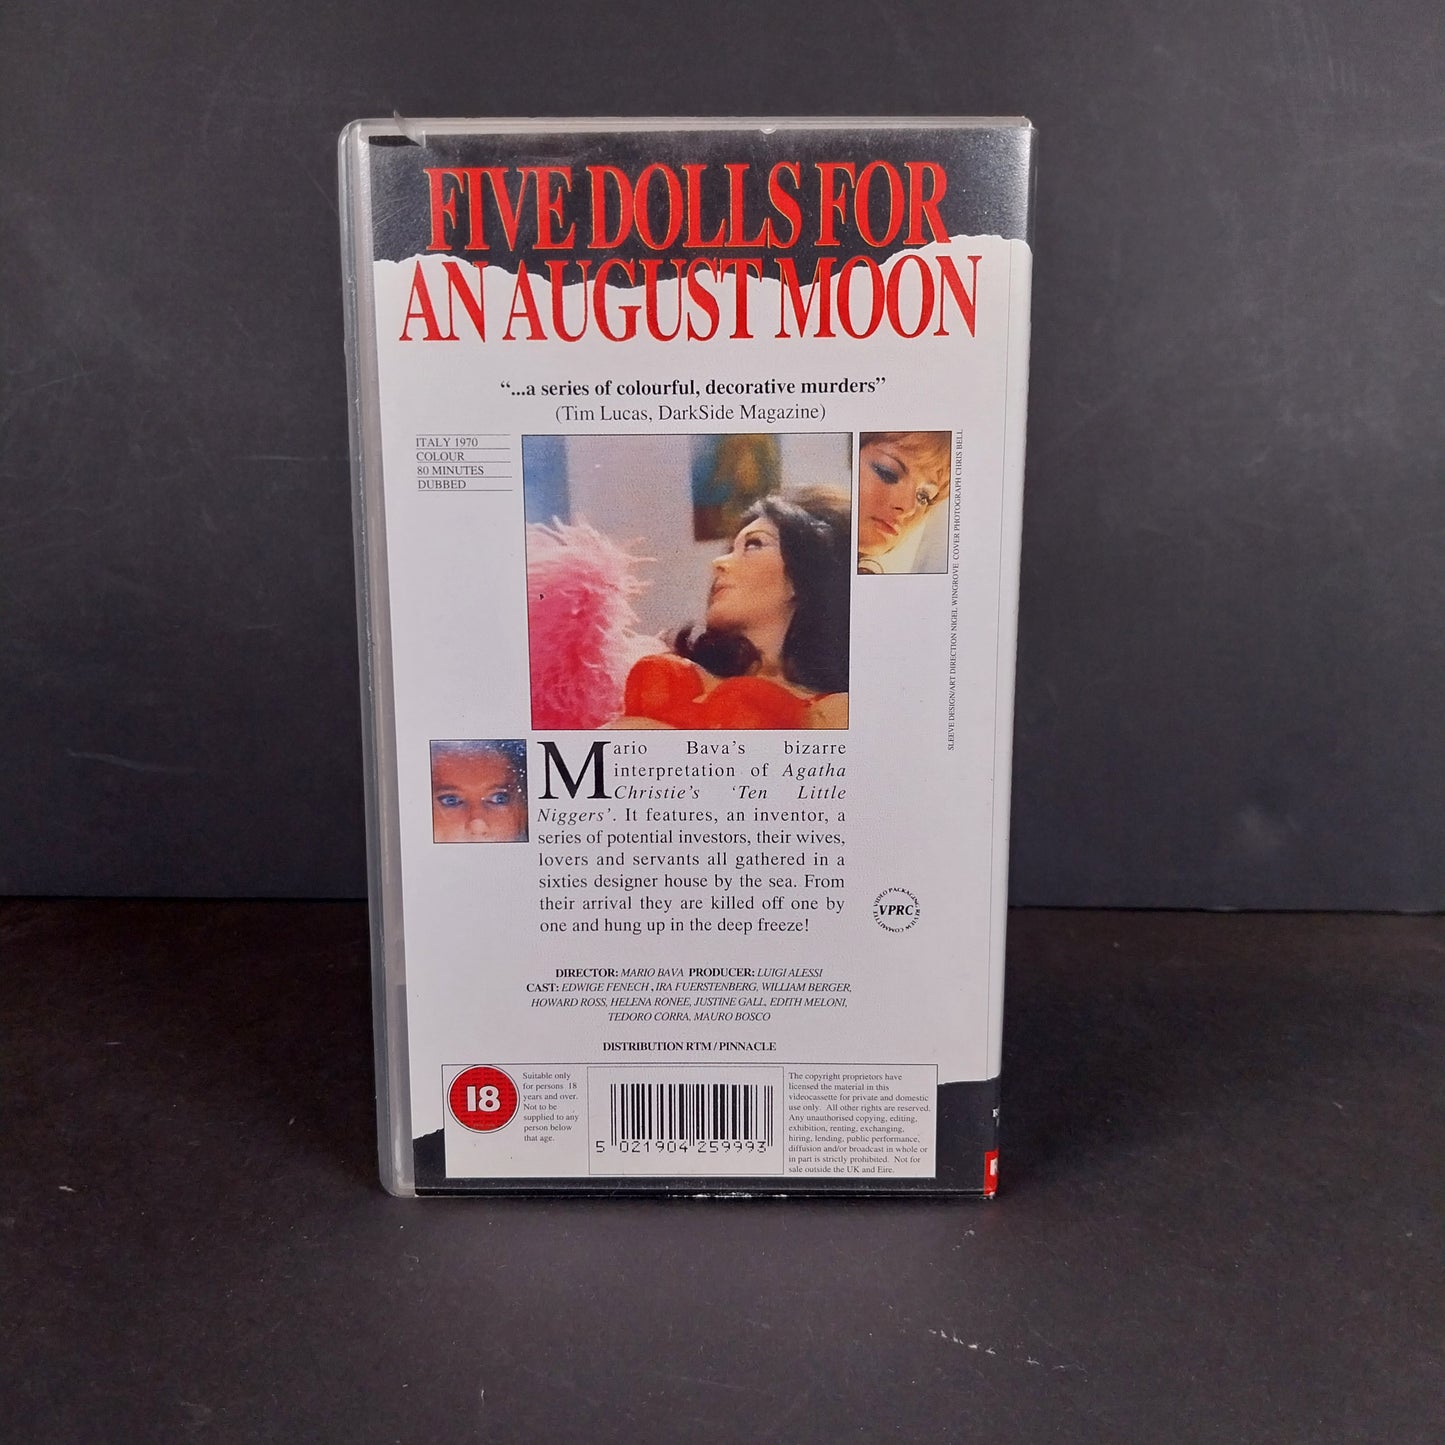 FIVE DOLLS FOR
AN AUGUST MOON
“...a series of colourful, decorative murders”
(Tim Lucas, DarkSide Magazine)
ITALY 1970
COLOUR
80 MINUTES
DUBBED
SLEEVE DESIGN/ART DIRECTION NIGEL WINGROVE COVER PHOTOGRAPH CHRIS BELL
Mario Bava's bizarre
interpretation of Agatha
Christie's 'Ten Little
Niggers'. It features, an inventor, a
series of potential investors, their wives,
lovers and servants all gathered in a
sixties designer house by the sea. From
their arrival they are killed off one by
one and hung up in the deep freeze!
VIDEO PACKAGING REVIEW COMMITTEE
VPRC
DIRECTOR: MARIO BAVA PRODUCER: LUIGI ALESSI
CAST: EDWIGE FENECH , IRA FUERSTENBERG, WILLIAM BERGER,
HOWARD ROSS, HELENA RONEE, JUSTINE GALL, EDITH MELONI,
TEDORO CORRA, MAURO BOSCO
DISTRIBUTION RTM / PINNACLE
18
Suitable only
for persons 18
years and over.
Not to be
supplied to any
person below
that age.
5 021904 259993
The copyright proprietors have
licensed the material in this
videocassette for private and domestic
use only. All other rights are reserved.
Any unauthorised copying, editing,
exhibition, renting, exchanging,
hiring, lending, public performance,
diffusion and/or broadcast in whole or
in part is strictly prohibited. Not for
sale outside the UK and Eire.